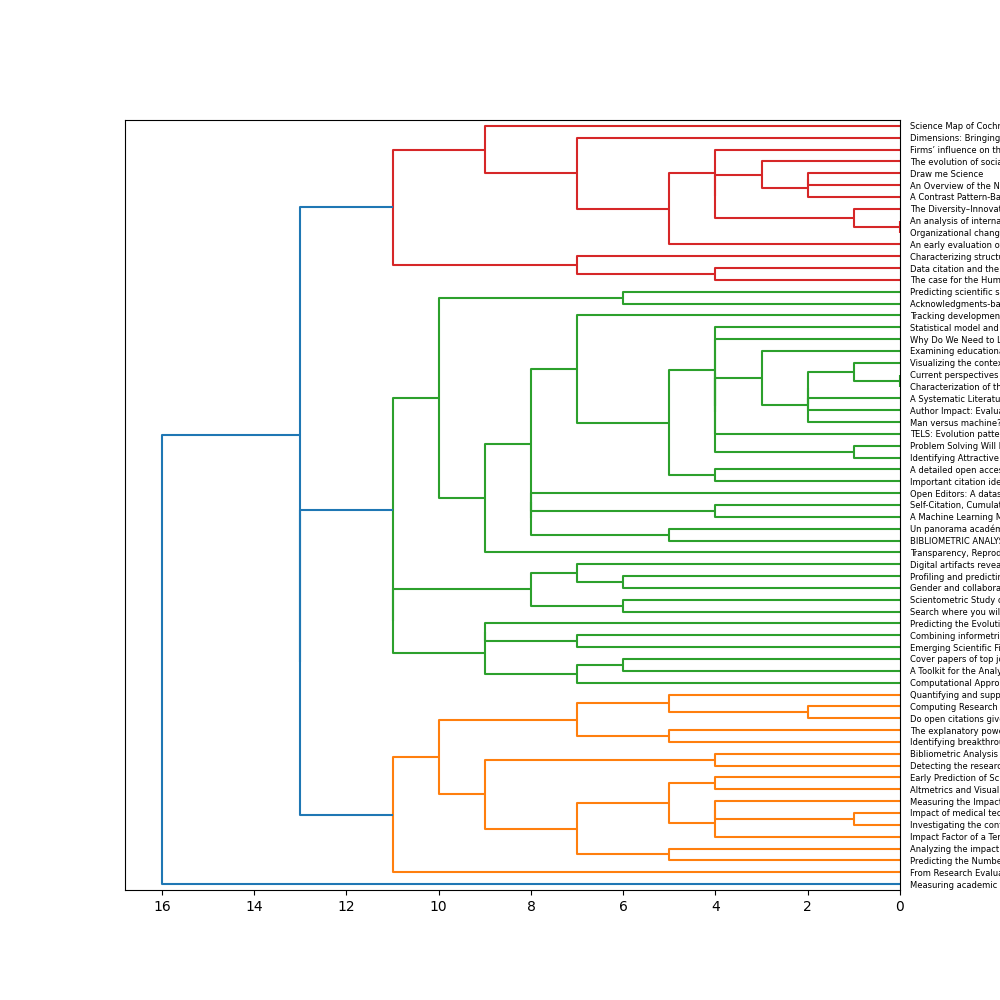 Science Map of Cochr
Dimensions: Bringing
Firms’ influence on th
The evolution of socia
Draw me Science
An Overview of the N
A Contrast Pattern-Ba
The Diversity–Innovat
An analysis of interna
Organizational chang
An early evaluation o
Characterizing structu
Data citation and the
The case for the Hum
Predicting scientific s
Acknowledgments-ba
Tracking developmen
Statistical model and
Why Do We Need to L
Examining educationa
Visualizing the contex
Current perspectives
Characterization of th
A Systematic Literatu
Author Impact: Evalua
Man versus machine?
TELS: Evolution patte
Problem Solving Will
Identifying Attractive
A detailed open acces
Important citation ide
Open Editors: A datas
Self-Citation, Cumulat
A Machine Learning M
Un panorama académ
BIBLIOMETRIC ANALYS
Transparency, Reprod
Digital artifacts revea
Profiling and predictin
Gender and collabora
Scientometric Study o
Search where you wil
Predicting the Evoluti
Combining informetri
Emerging Scientific Fi
Cover papers of top jo
A Toolkit for the Analy
Computational Appro
Quantifying and supp
Computing Research
Do open citations give
The explanatory powe
Identifying breakthrou
Bibliometric Analysis
Detecting the researc
Early Prediction of Sc
Altmetrics and Visual
Measuring the Impact
Impact of medical tec
Investigating the cont
Impact Factor of a Ter
Analyzing the impact
Predicting the Numbe
From Research Evalua
Measuring academic
16 14 12 10 8 6 4 2 0